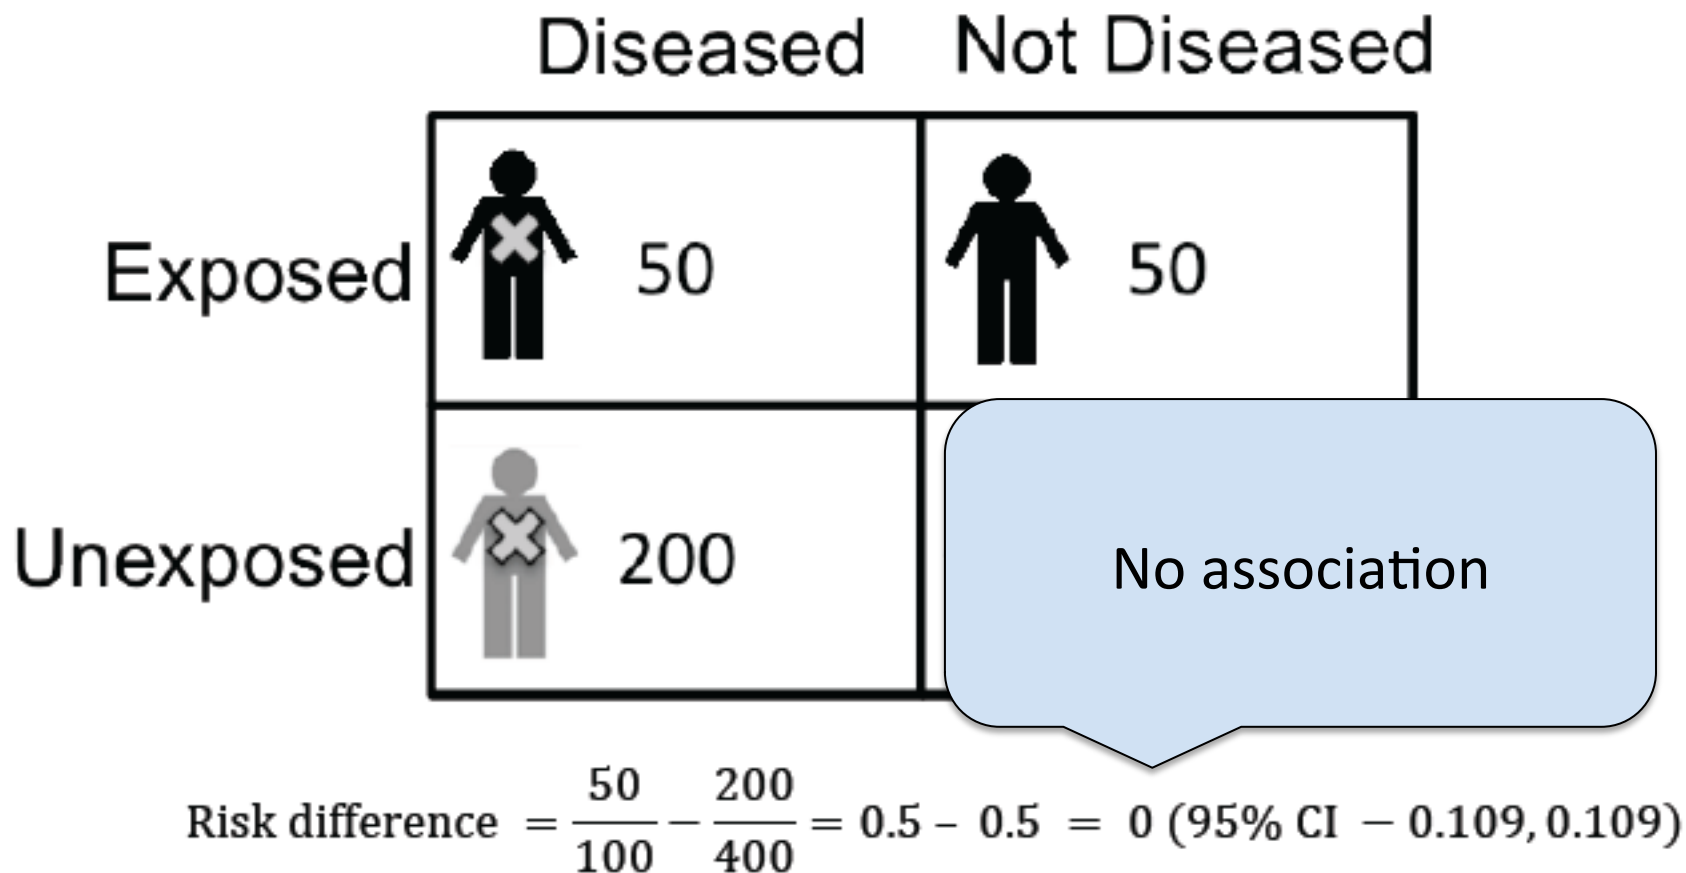 Diseased Not Diseased
Exposed 50 50
Unexposed 200 No association
Risk difference = 50/100 − 200/400 = 0.5 – 0.5 = 0 (95% CI − 0.109, 0.109)